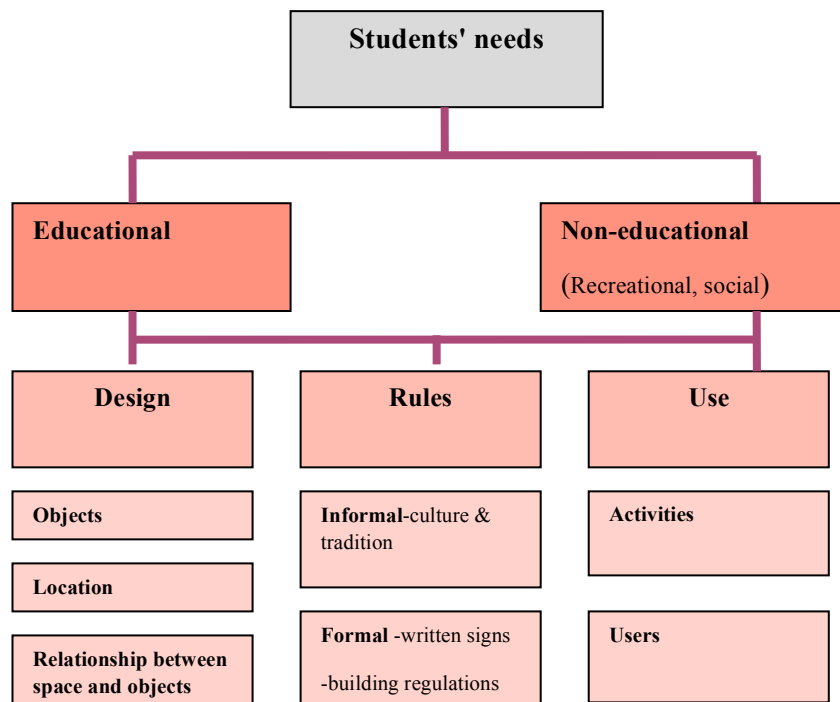 Students' needs
Educational
Non-educational
(Recreational, social)
Design
Rules
Use
Objects
Location
Relationship between
space and objects
Informal-culture &
tradition
Formal -written signs
-building regulations
Activities
Users